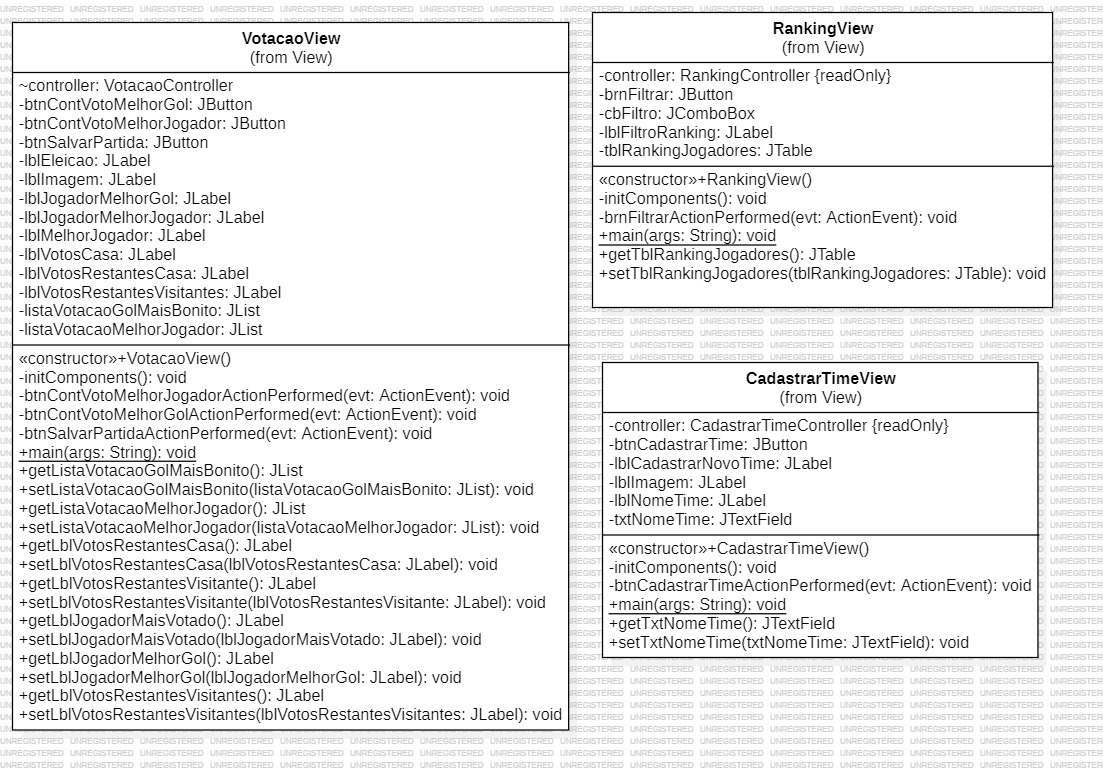 VotacaoView
(from View)
~controller: VotacaoController
-btnContVotoMelhorGol: JButton
-btnContVotoMelhorJogador: JButton
-btnSalvarPartida: JButton
-lblEleicao: JLabel
-lblImagem: JLabel
-lblJogadorMelhorGol: JLabel
-lblJogadorMelhorJogador: JLabel
-lblMelhorJogador: JLabel
-lblVotosCasa: JLabel
-lblVotosRestantesCasa: JLabel
-lblVotosRestantesVisitantes: JLabel
-listaVotacaoGolMaisBonito: JList
-listaVotacaoMelhorJogador: JList
«constructor»+VotacaoView()
-initComponents(): void
-btnContVotoMelhorJogadorActionPerformed(evt: ActionEvent): void
-btnContVotoMelhorGolActionPerformed(evt: ActionEvent): void
-btnSalvarPartidaActionPerformed(evt: ActionEvent): void
+main(args: String): void
+getListaVotacaoGolMaisBonito(): JList
+setListaVotacaoGolMaisBonito(listaVotacaoGolMaisBonito: JList): void
+getListaVotacaoMelhorJogador(): JList
+setListaVotacaoMelhorJogador(listaVotacaoMelhorJogador: JList): void
+getLblVotosRestantesCasa(): JLabel
+setLblVotosRestantesCasa(lblVotosRestantesCasa: JLabel): void
+getLblVotosRestantesVisitante(): JLabel
+setLblVotosRestantesVisitante(lblVotosRestantesVisitante: JLabel): void
+getLblJogadorMaisVotado(): JLabel
+setLblJogadorMaisVotado(lblJogadorMaisVotado: JLabel): void
+getLblJogadorMelhorGol(): JLabel
+setLblJogadorMelhorGol(lblJogadorMelhorGol: JLabel): void
+getLblVotosRestantesVisitantes(): JLabel
+setLblVotosRestantesVisitantes(lblVotosRestantesVisitantes: JLabel): void
RankingView
(from View)
-controller: RankingController {readOnly}
-brnFiltrar: JButton
-cbFiltro: JComboBox
-lblFiltroRanking: JLabel
-tblRankingJogadores: JTable
«constructor»+RankingView()
-initComponents(): void
-brnFiltrarActionPerformed(evt: ActionEvent): void
+main(args: String): void
+getTblRankingJogadores(): JTable
+setTblRankingJogadores(tblRankingJogadores: JTable): void
CadastrarTimeView
(from View)
-controller: CadastrarTimeController {readOnly}
-btnCadastrarTime: JButton
-lblCadastrarNovoTime: JLabel
-lblImagem: JLabel
-lblNomeTime: JLabel
-txtNomeTime: JTextField
«constructor»+CadastrarTimeView()
-initComponents(): void
-btnCadastrarTimeActionPerformed(evt: ActionEvent): void
+main(args: String): void
+getTxtNomeTime(): JTextField
+setTxtNomeTime(txtNomeTime: JTextField): void